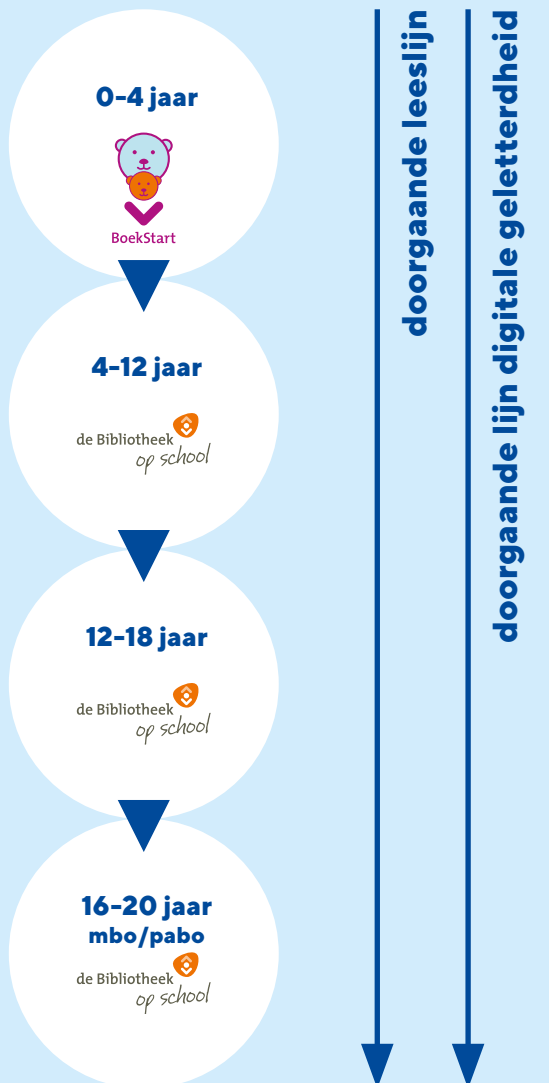 0-4 jaar
BoekStart
4-12 jaar
de Bibliotheek
op school
12-18 jaar
de Bibliotheek
op school
16-20 jaar
mbo/pabo
de Bibliotheek
op school
doorgaande leeslijn
doorgaande lijn digitale geletterdheid